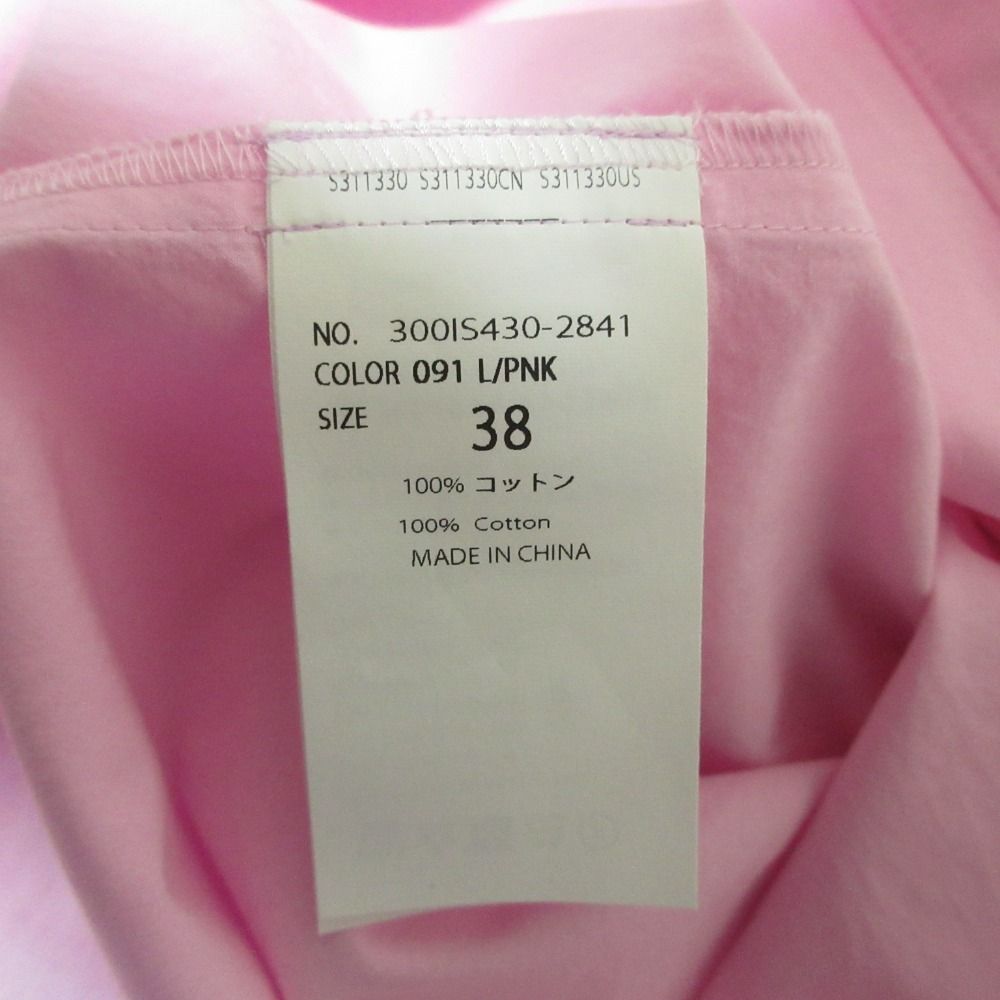 S311330 S311330CN S311330US
NO. 300IS430-2841
COLOR 091 L/PNK
SIZE 38
100% コットン
100% Cotton
MADE IN CHINA